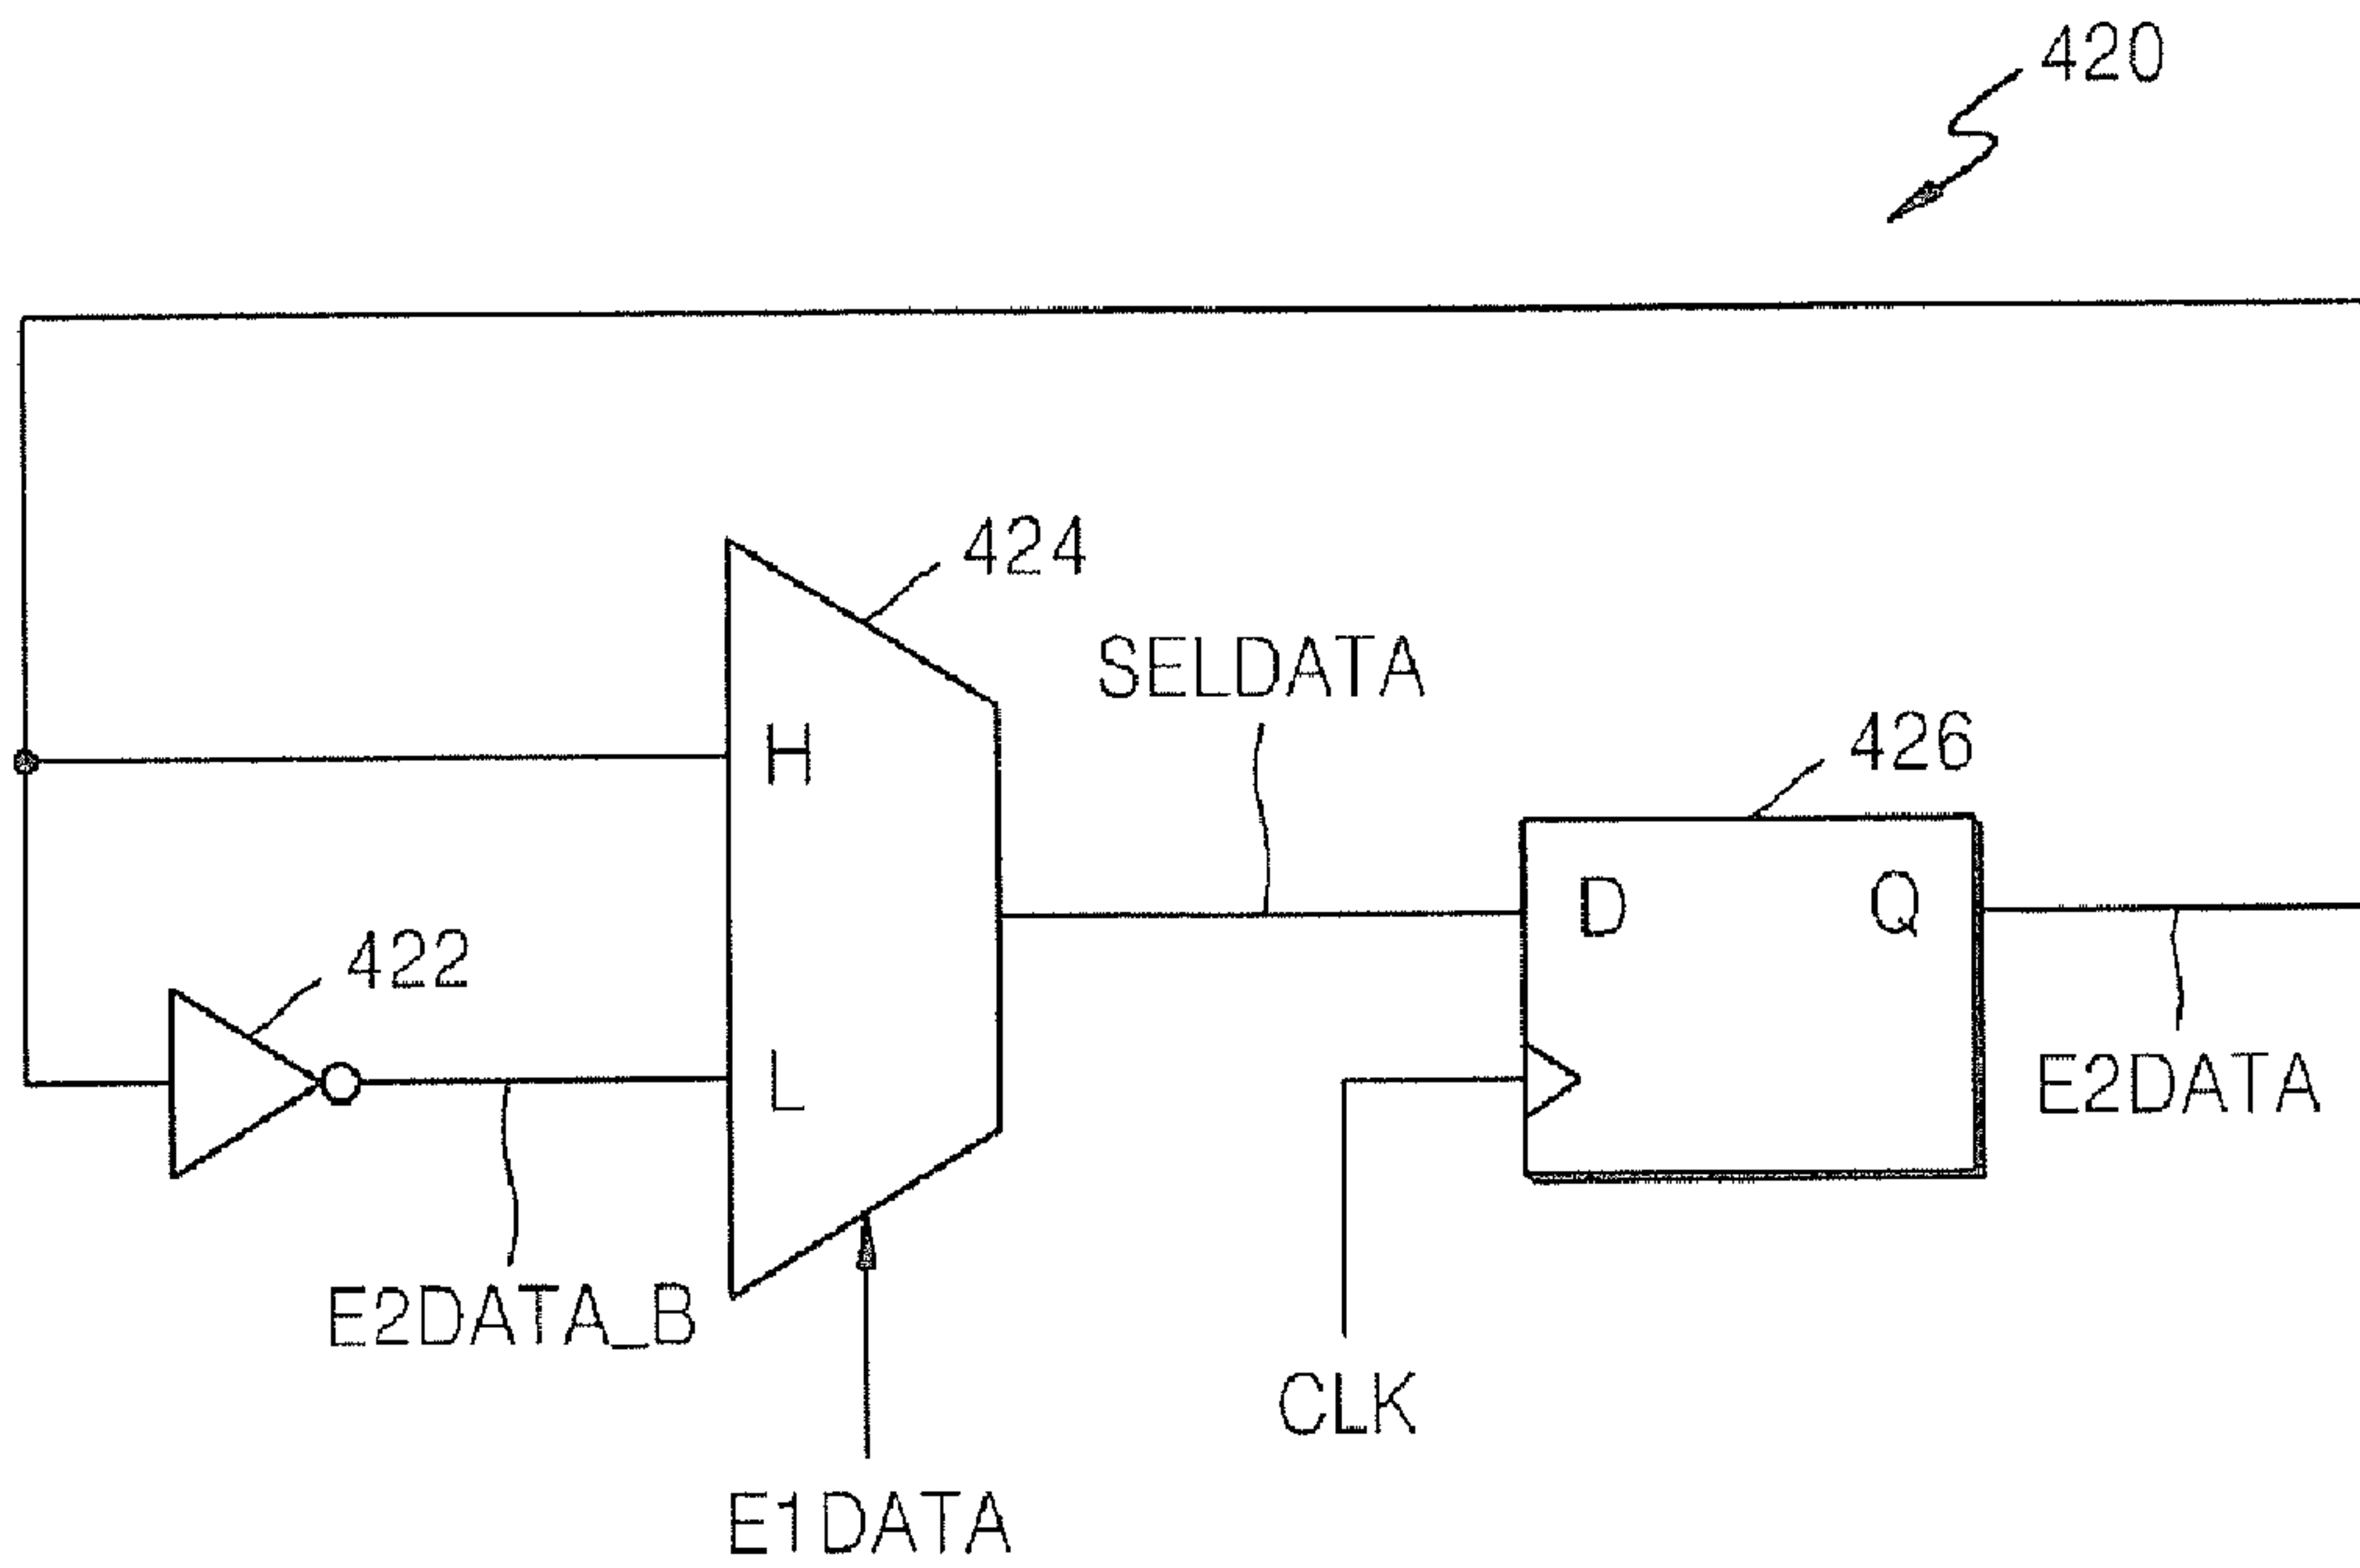 420
424
SELDATA
H
426
D
Q
422
L
E2DATA
E2DATA_B
CLK
E1DATA